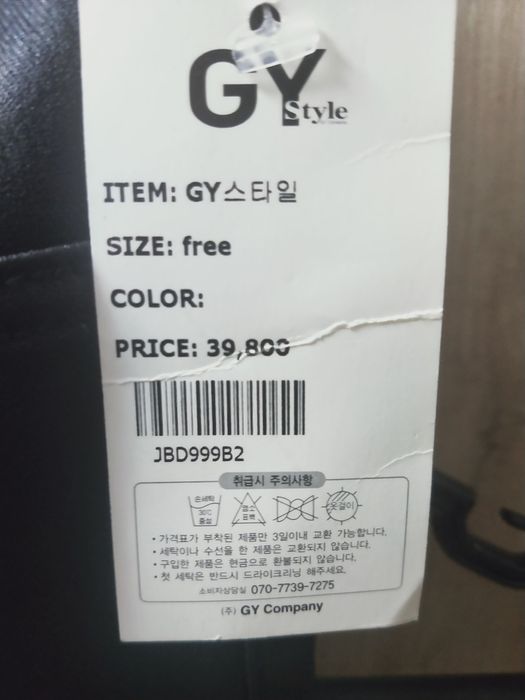 GY
Style
ITEM: GY스타일
SIZE: free
COLOR:
PRICE: 39,800
JBD999B2
취급시 주의사항
손세탁
30℃
중성
염소
표백
옷걸이
• 가격표가 부착된 제품만 3일이내 교환 가능합니다.
• 세탁이나 수선을 한 제품은 교환되지 않습니다.
• 구입한 제품은 현금으로 환불되지 않습니다.
• 첫 세탁은 반드시 드라이크리닝 해주세요.
소비자상담실 070-7739-7275
(주) GY Company